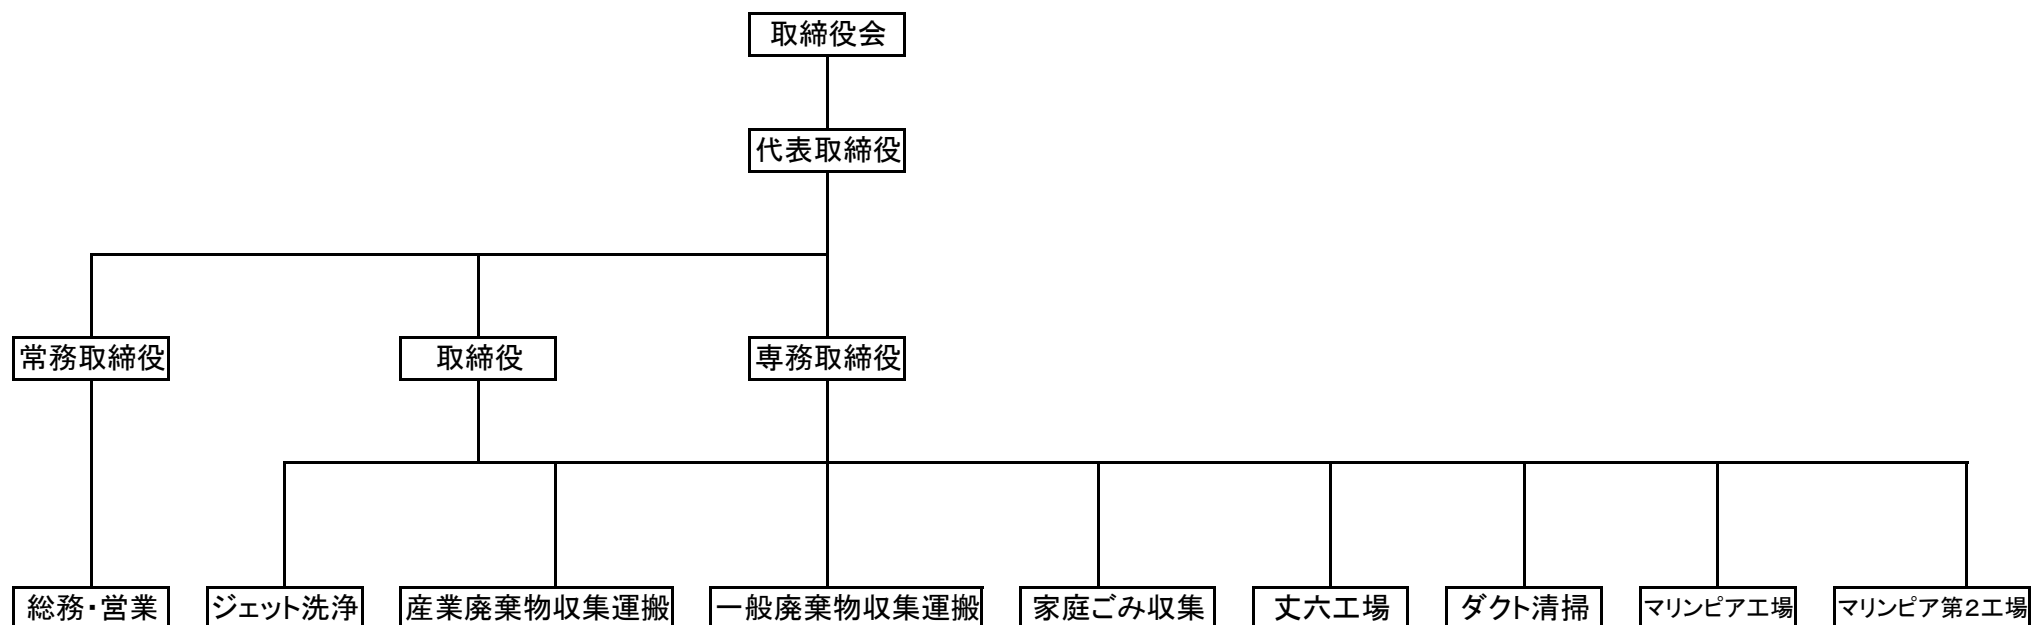 取締役会
代表取締役
常務取締役
取締役
専務取締役
総務・営業
ジェット洗浄
産業廃棄物収集運搬
一般廃棄物収集運搬
家庭ごみ収集
丈六工場
ダクト清掃
マリンピア工場
マリンピア第2工場